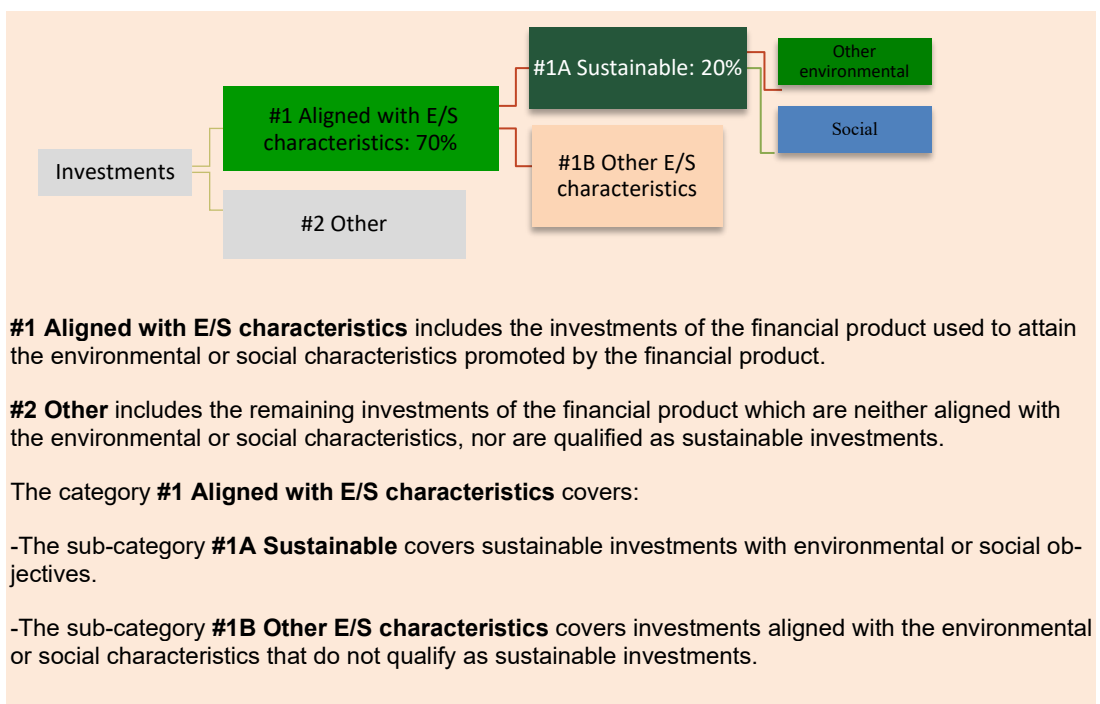 Investments
#1 Aligned with E/S
characteristics: 70%
#2 Other
#1A Sustainable: 20%
#1B Other E/S
characteristics
Other
environmental
Social
#1 Aligned with E/S characteristics includes the investments of the financial product used to attain
the environmental or social characteristics promoted by the financial product.
#2 Other includes the remaining investments of the financial product which are neither aligned with
the environmental or social characteristics, nor are qualified as sustainable investments.
The category #1 Aligned with E/S characteristics covers:
-The sub-category #1A Sustainable covers sustainable investments with environmental or social ob-
jectives.
-The sub-category #1B Other E/S characteristics covers investments aligned with the environmental
or social characteristics that do not qualify as sustainable investments.